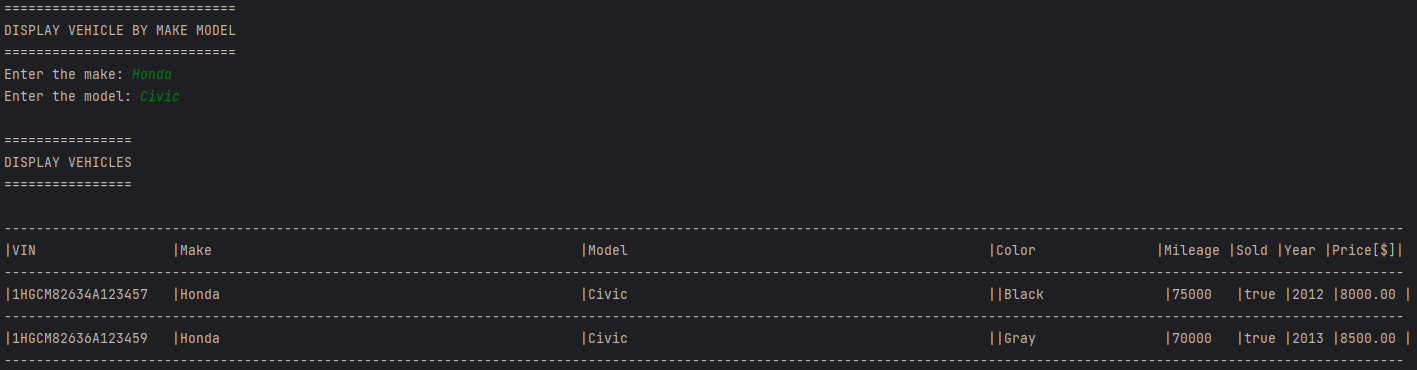 =============================
DISPLAY VEHICLE BY MAKE MODEL
=============================
Enter the make: Honda
Enter the model: Civic

================
DISPLAY VEHICLES
================

-------------------------------------------------------------------------------------------------------------------------------------------------------------------------------
|VIN                 |Make                                              |Model                                             |Color               |Mileage |Sold |Year |Price[$]|
-------------------------------------------------------------------------------------------------------------------------------------------------------------------------------
|1HGCM82634A123457   |Honda                                             |Civic                                             ||Black               |75000   |true |2012 |8000.00 |
-------------------------------------------------------------------------------------------------------------------------------------------------------------------------------
|1HGCM82636A123459   |Honda                                             |Civic                                             ||Gray                |70000   |true |2013 |8500.00 |
-------------------------------------------------------------------------------------------------------------------------------------------------------------------------------